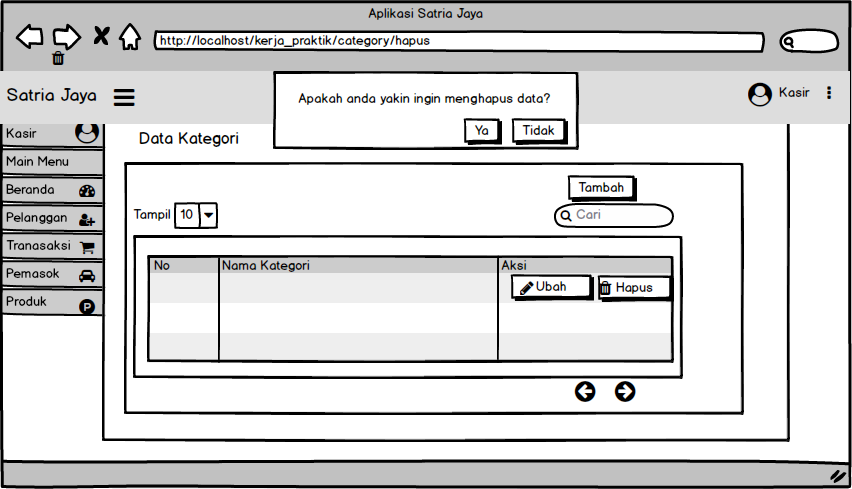 Aplikasi Satria Jaya
http://localhost/kerja_praktik/category/hapus
Satria Jaya
Apakah anda yakin ingin menghapus data?
Ya
Tidak
Kasir
Kasir
Main Menu
Beranda
Pelanggan
Tranasaksi
Pemasok
Produk
P
Data Kategori
Tambah
Tampil 10
Cari
No Nama Kategori Aksi
Ubah Hapus